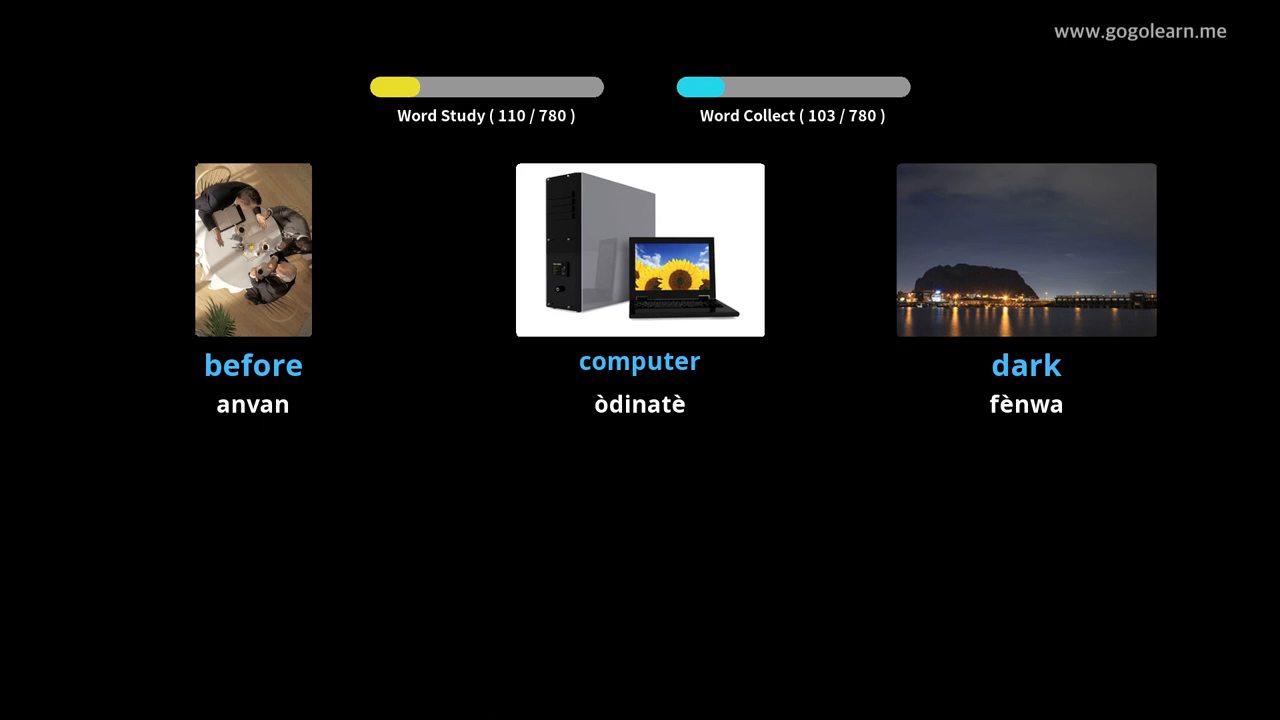 www.gogolearn.me
Word Study ( 110 / 780 )
Word Collect ( 103 / 780 )
before
computer
dark
anvan
òdinatè
fènwa